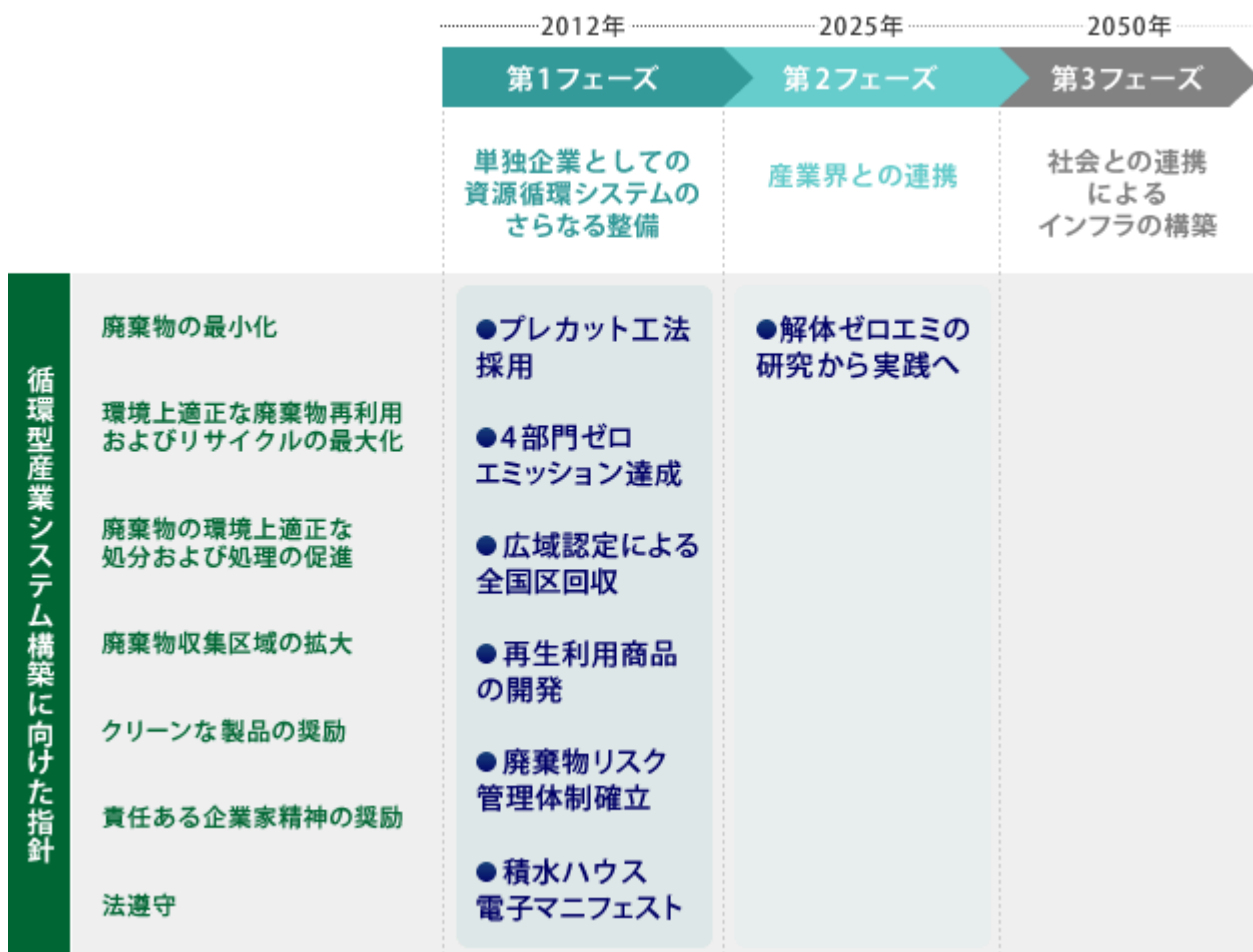 2012年
2025年
2050年
第1フェーズ
第2フェーズ
第3フェーズ
単独企業としての
資源循環システムの
さらなる整備
産業界との連携
社会との連携
による
インフラの構築
循環型産業システム構築に向けた指針
廃棄物の最小化
環境上適正な廃棄物再利用
およびリサイクルの最大化
廃棄物の環境上適正な
処分および処理の促進
廃棄物収集区域の拡大
クリーンな製品の奨励
責任ある企業家精神の奨励
法遵守
●プレカット工法
採用
●4部門ゼロ
エミッション達成
●広域認定による
全国区回収
●再生利用商品
の開発
●廃棄物リスク
管理体制確立
●積水ハウス
電子マニフェスト
●解体ゼロエミの
研究から実践へ